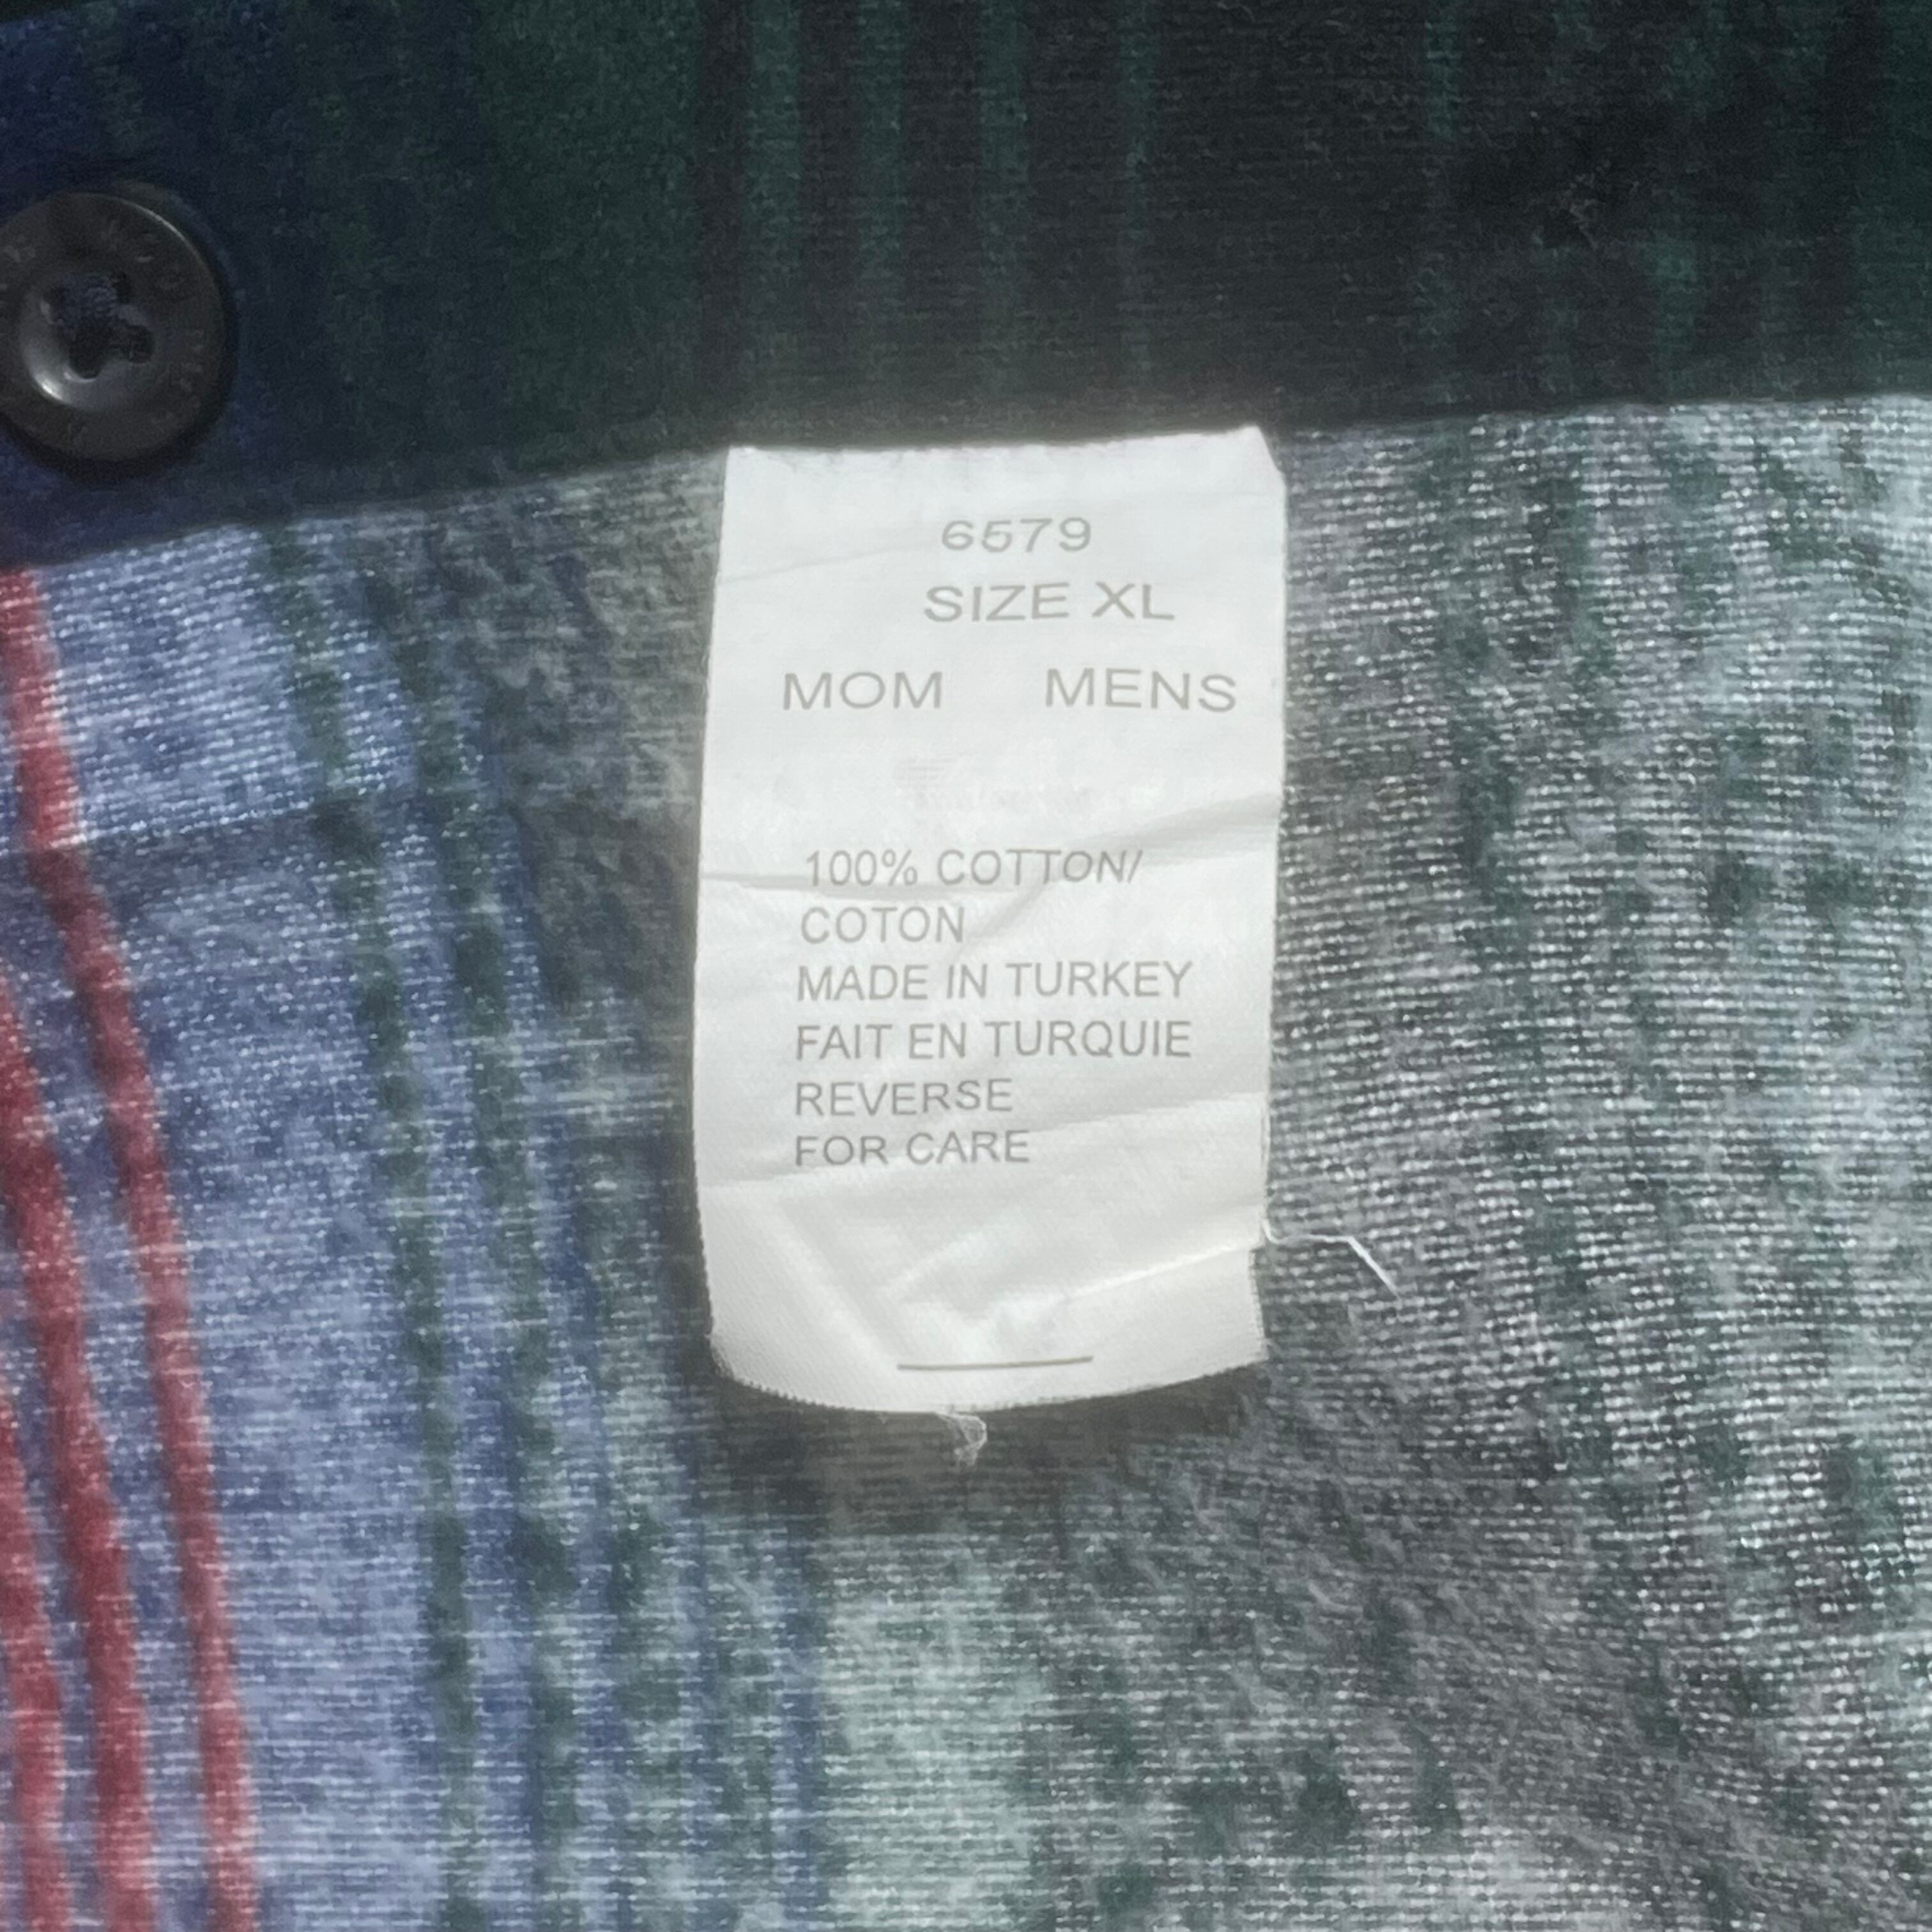 6579
SIZE XL
MOM MENS
100% COTTON/
COTON
MADE IN TURKEY
FAIT EN TURQUIE
REVERSE
FOR CARE